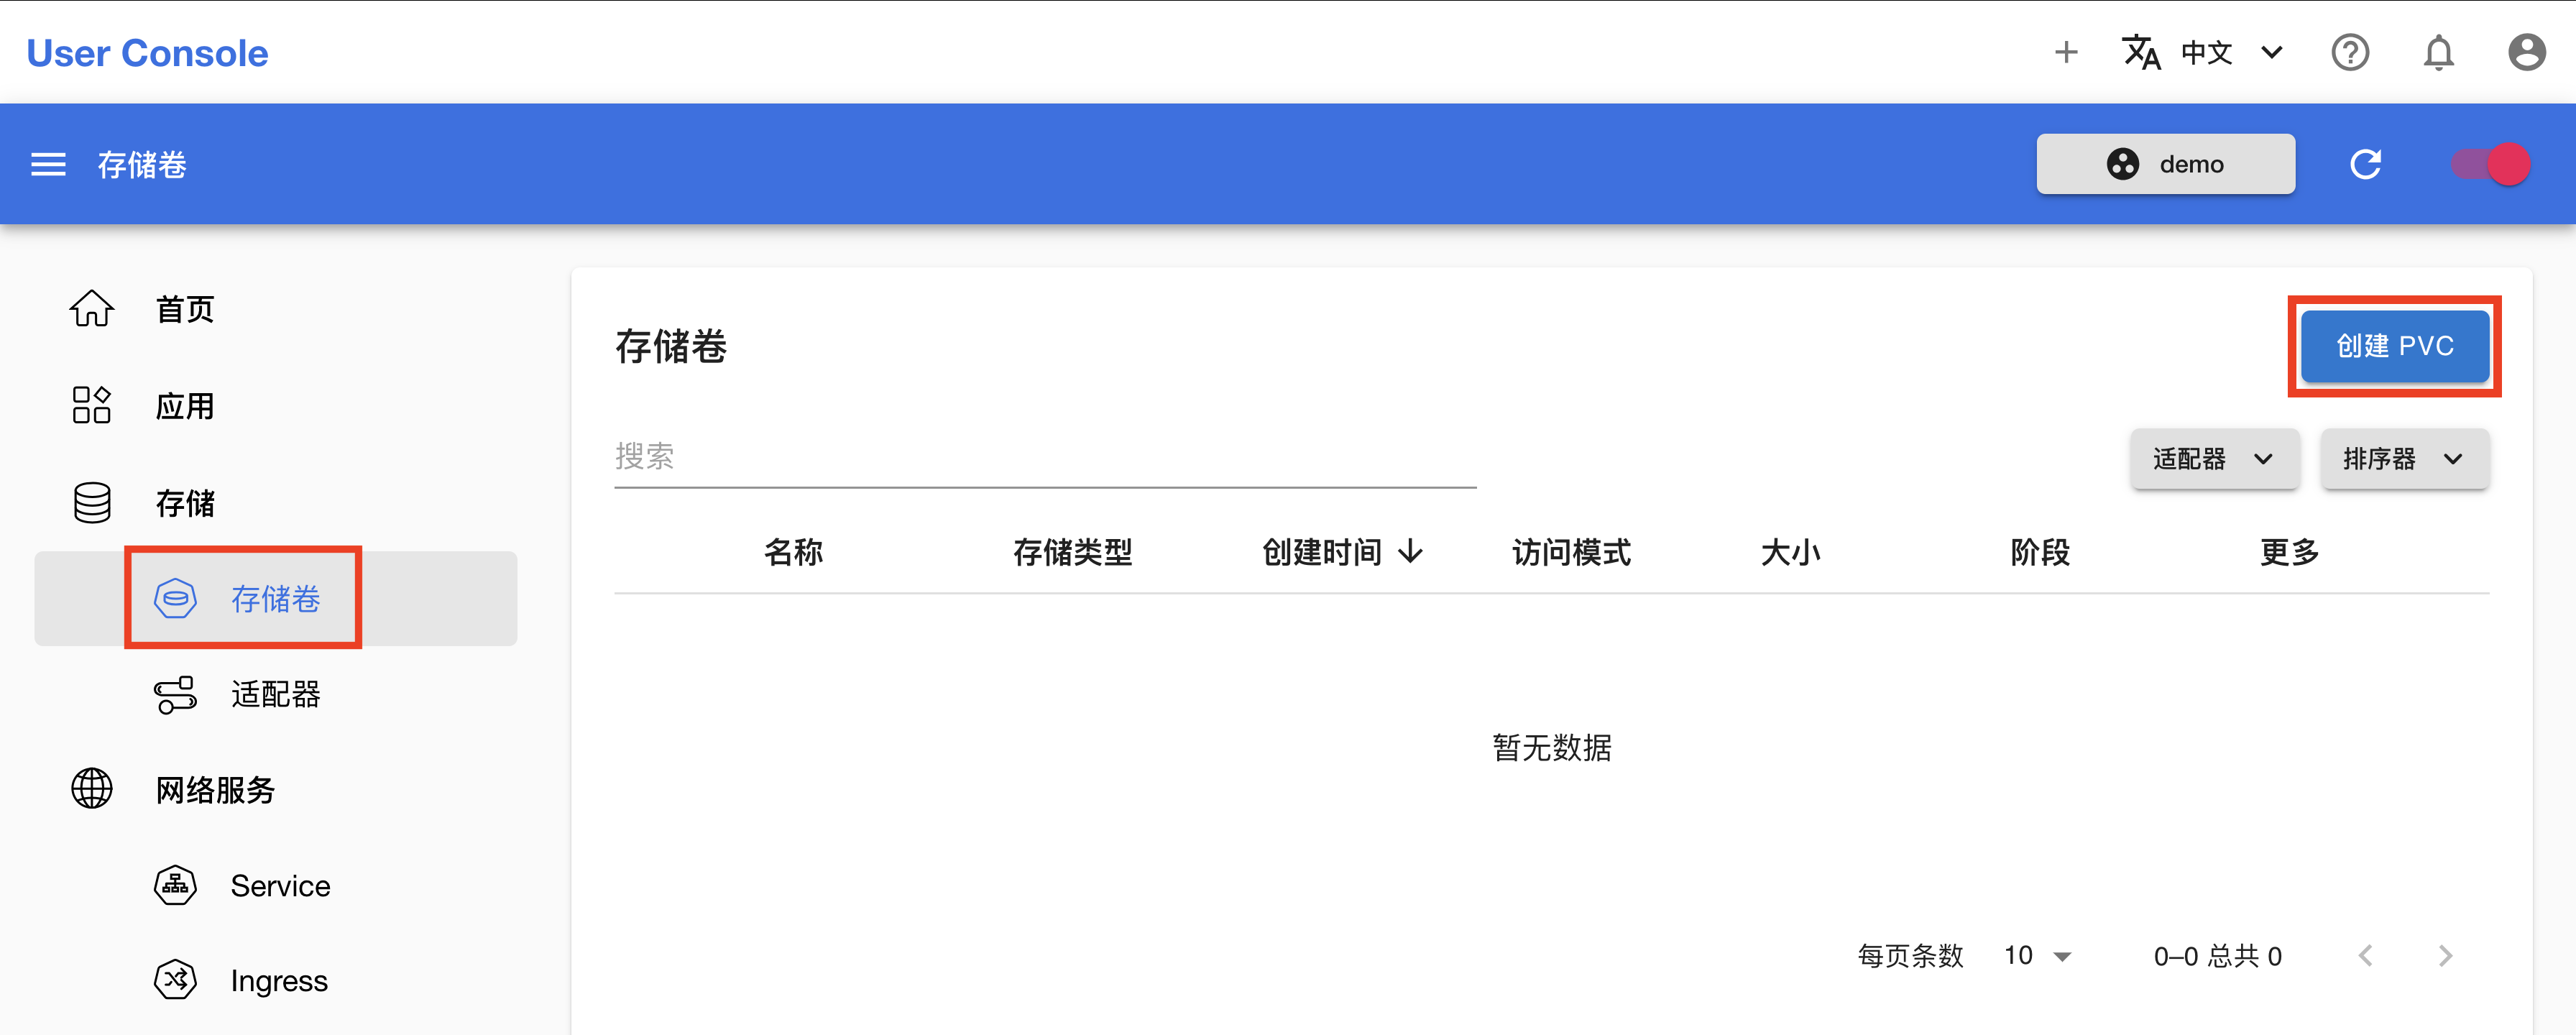 User Console
中文
存储卷
demo
首页
应用
存储
存储卷
适配器
网络服务
Service
Ingress
存储卷
创建 PVC
搜索
适配器
排序器
名称 存储类型 创建时间 访问模式 大小 阶段 更多
暂无数据
每页条数 10 0–0 总共 0